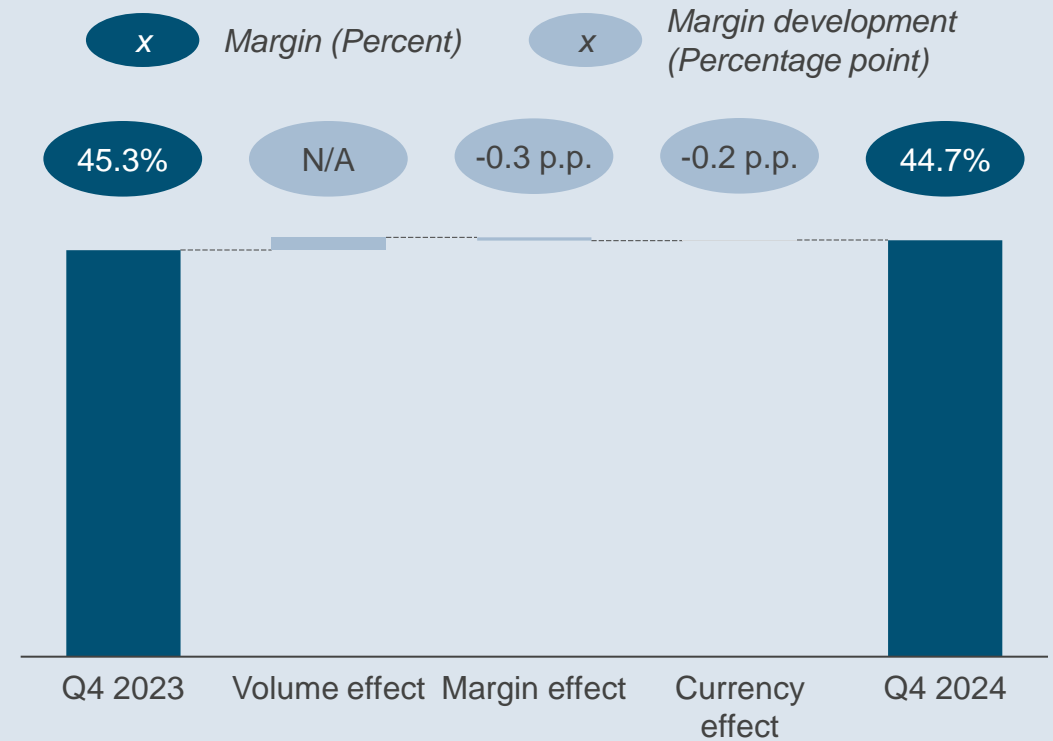 x Margin (Percent)
x Margin development
(Percentage point)
45.3% N/A -0.3 p.p. -0.2 p.p. 44.7%
Q4 2023 Volume effect Margin effect Currency Q4 2024
effect